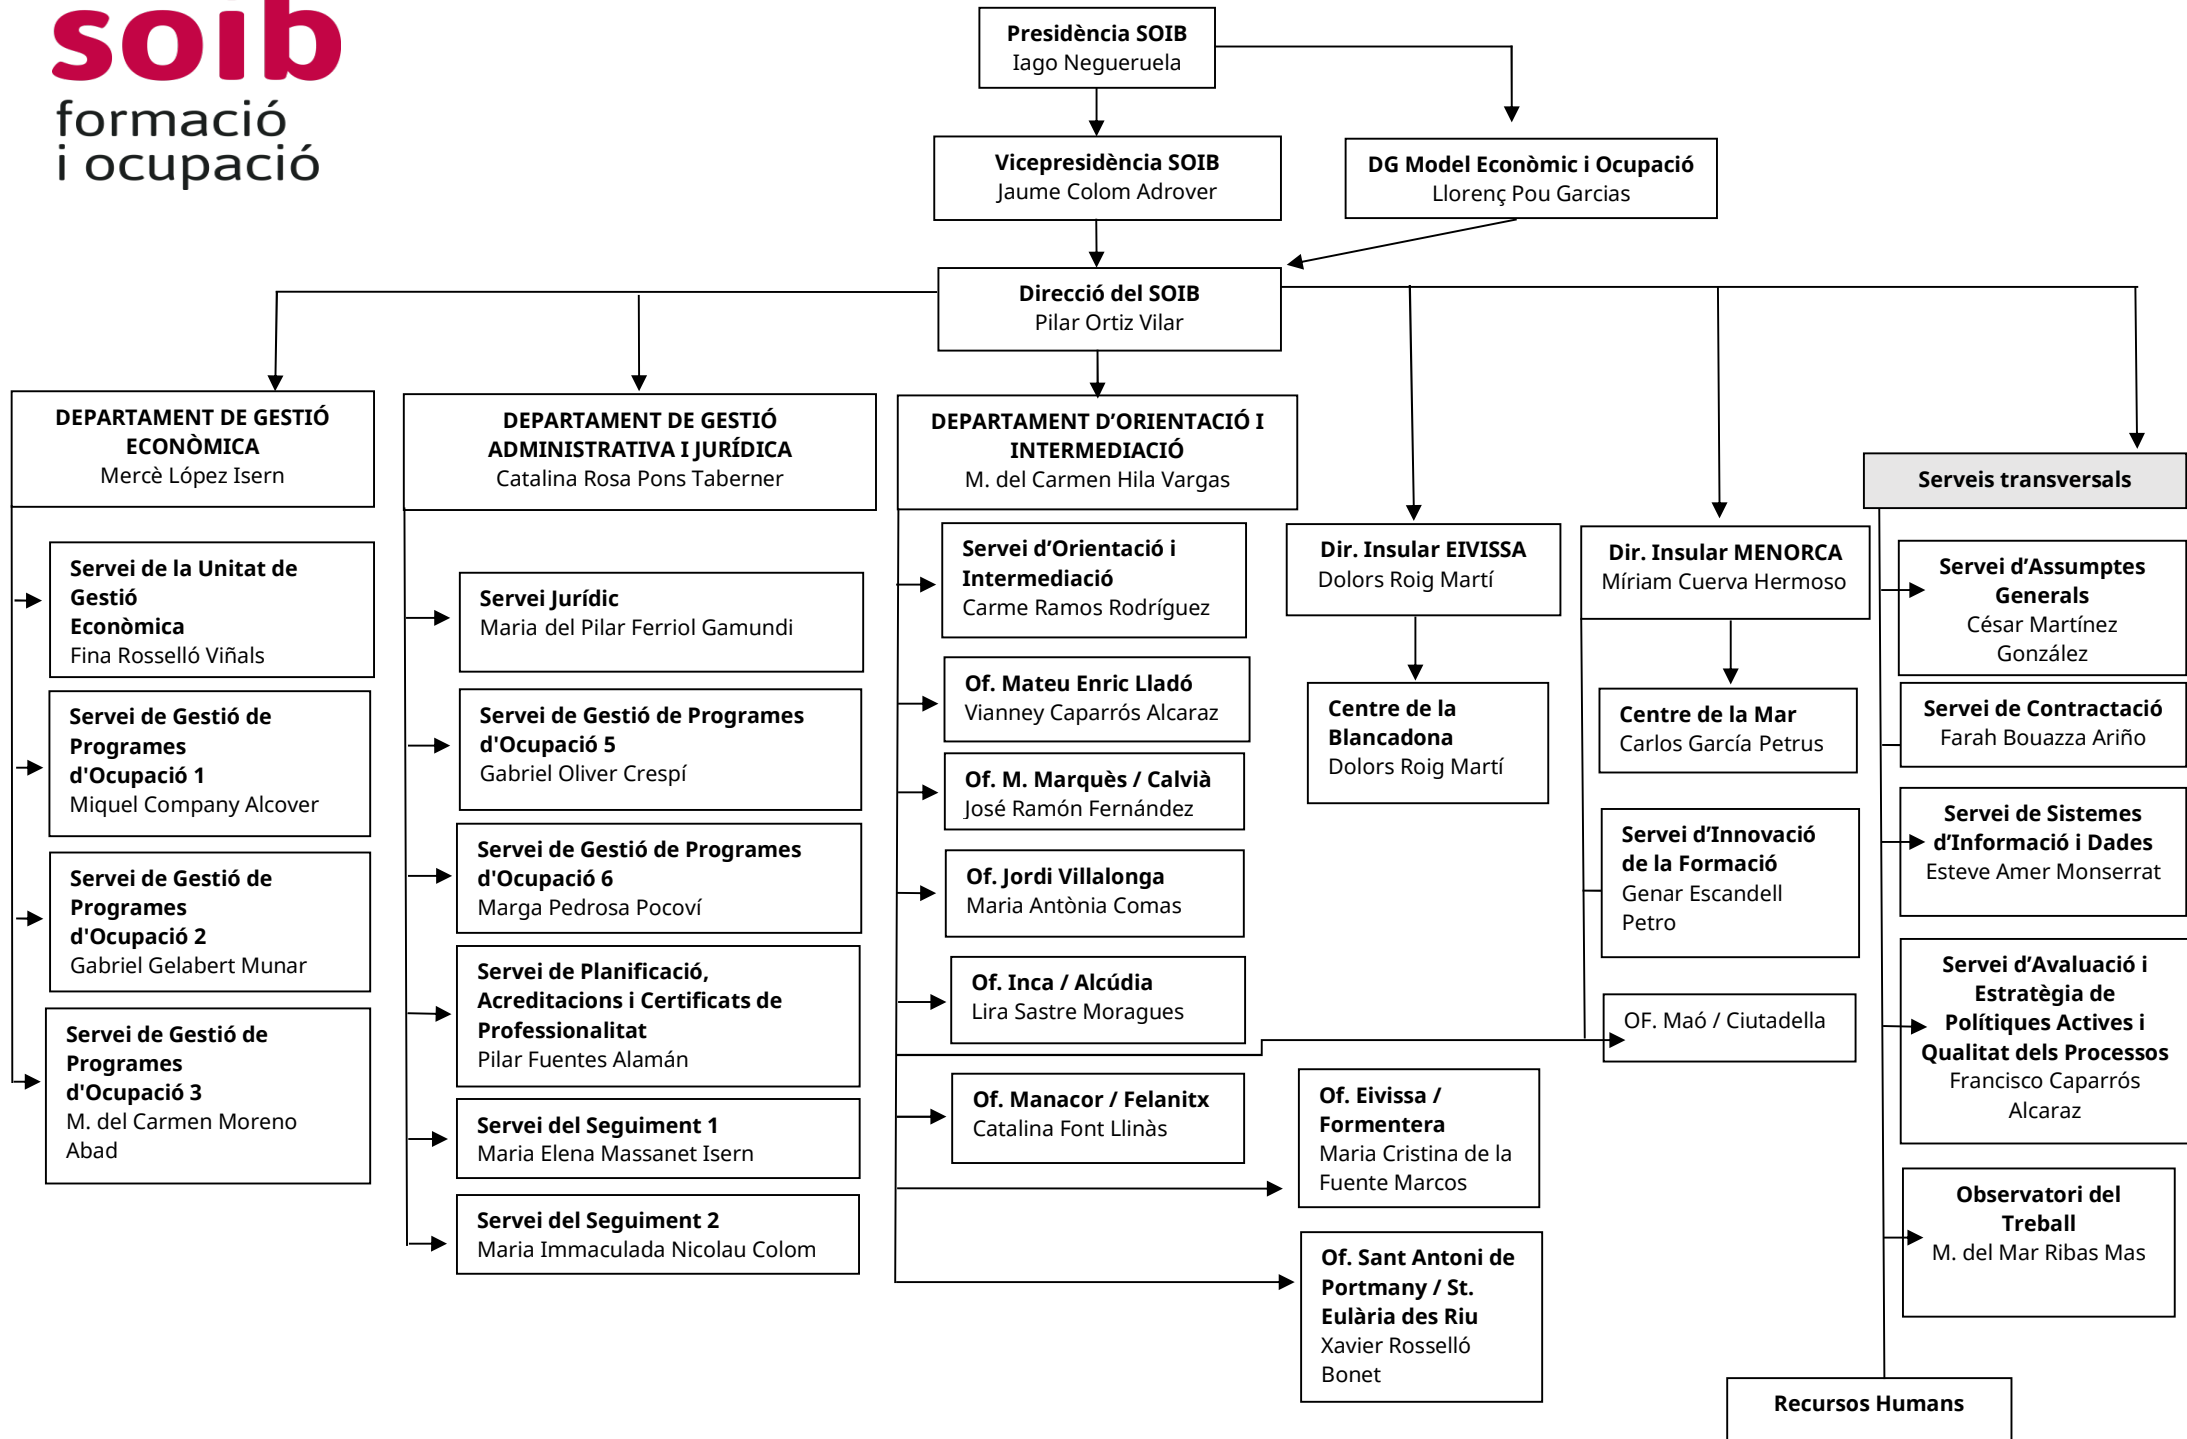 soib
formació
i ocupació
Presidència SOIB
Iago Negueruela
Vicepresidència SOIB
Jaume Colom Adrover
DG Model Econòmic i Ocupació
Llorenç Pou Garcias
Direcció del SOIB
Pilar Ortiz Vilar
DEPARTAMENT DE GESTIÓ
ECONÒMICA
Mercè López Isern
Servei de la Unitat de
Gestió
Econòmica
Fina Rosselló Viñals
Servei de Gestió de
Programes
d'Ocupació 1
Miquel Company Alcover
Servei de Gestió de
Programes
d'Ocupació 2
Gabriel Gelabert Munar
Servei de Gestió de
Programes
d'Ocupació 3
M. del Carmen Moreno
Abad
DEPARTAMENT DE GESTIÓ
ADMINISTRATIVA I JURÍDICA
Catalina Rosa Pons Taberner
Servei Jurídic
Maria del Pilar Ferriol Gamundi
Servei de Gestió de Programes
d'Ocupació 5
Gabriel Oliver Crespí
Servei de Gestió de Programes
d'Ocupació 6
Marga Pedrosa Pocoví
Servei de Planificació,
Acreditacions i Certificats de
Professionalitat
Pilar Fuentes Alamán
Servei del Seguiment 1
Maria Elena Massanet Isern
Servei del Seguiment 2
Maria Immaculada Nicolau Colom
DEPARTAMENT D’ORIENTACIÓ I
INTERMEDIACIÓ
M. del Carmen Hila Vargas
Servei d’Orientació i
Intermediació
Carme Ramos Rodríguez
Of. Mateu Enric Lladó
Vianney Caparrós Alcaraz
Of. M. Marquès / Calvià
José Ramón Fernández
Of. Jordi Villalonga
Maria Antònia Comas
Of. Inca / Alcúdia
Lira Sastre Moragues
Of. Manacor / Felanitx
Catalina Font Llinàs
Dir. Insular EIVISSA
Dolors Roig Martí
Centre de la
Blancadona
Dolors Roig Martí
Of. Eivissa /
Formentera
Maria Cristina de la
Fuente Marcos
Of. Sant Antoni de
Portmany / St.
Eulària des Riu
Xavier Rosselló
Bonet
Dir. Insular MENORCA
Míriam Cuerva Hermoso
Centre de la Mar
Carlos García Petrus
Servei d’Innovació
de la Formació
Genar Escandell
Petro
OF. Maó / Ciutadella
Serveis transversals
Servei d’Assumptes
Generals
César Martínez
González
Servei de Contractació
Farah Bouazza Ariño
Servei de Sistemes
d’Informació i Dades
Esteve Amer Monserrat
Servei d’Avaluació i
Estratègia de
Polítiques Actives i
Qualitat dels Processos
Francisco Caparrós
Alcaraz
Observatori del
Treball
M. del Mar Ribas Mas
Recursos Humans